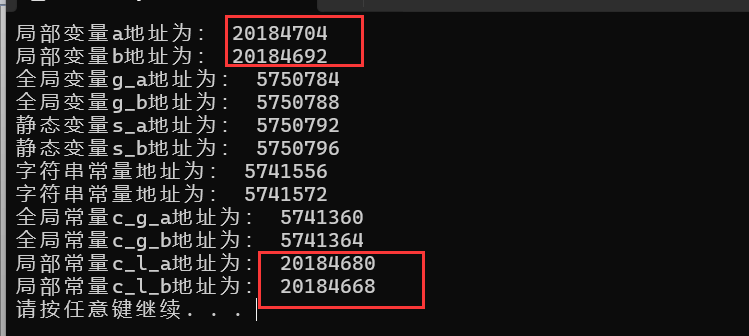 局部变量a地址为: 20184704
局部变量b地址为: 20184692
全局变量g_a地址为: 5750784
全局变量g_b地址为: 5750788
静态变量s_a地址为: 5750792
静态变量s_b地址为: 5750796
字符串常量地址为: 5741556
字符串常量地址为: 5741572
全局常量c_g_a地址为: 5741360
全局常量c_g_b地址为: 5741364
局部常量c_l_a地址为: 20184680
局部常量c_l_b地址为: 20184668
请按任意键继续. . .